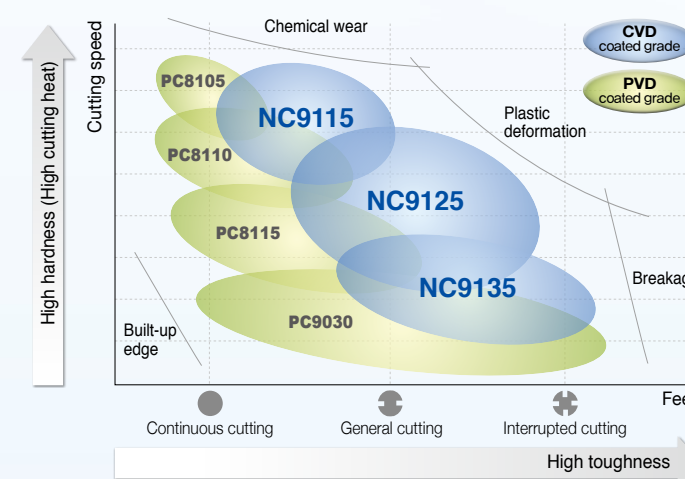 Chemical wear
CVD
coated grade
PVD
coated grade
Cutting speed
High hardness (High cutting heat)
PC8105
NC9115
Plastic
deformation
PC8110
NC9125
PC8115
NC9135
PC9030
Built-up
edge
Continuous cutting
General cutting
Interrupted cutting
High toughness